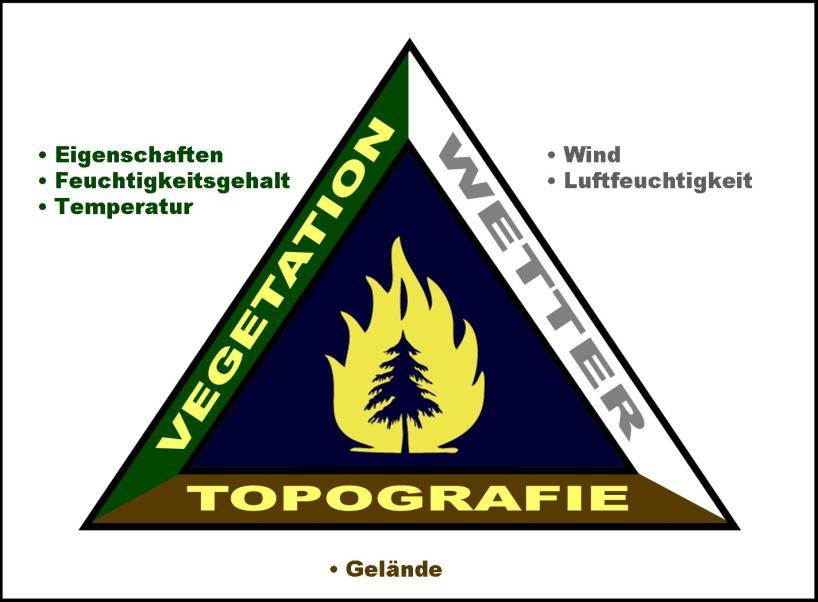 • Eigenschaften
• Feuchtigkeitsgehalt
• Temperatur
• Wind
• Luftfeuchtigkeit
VEGETATION
WETTER
TOPOGRAFIE
• Gelände